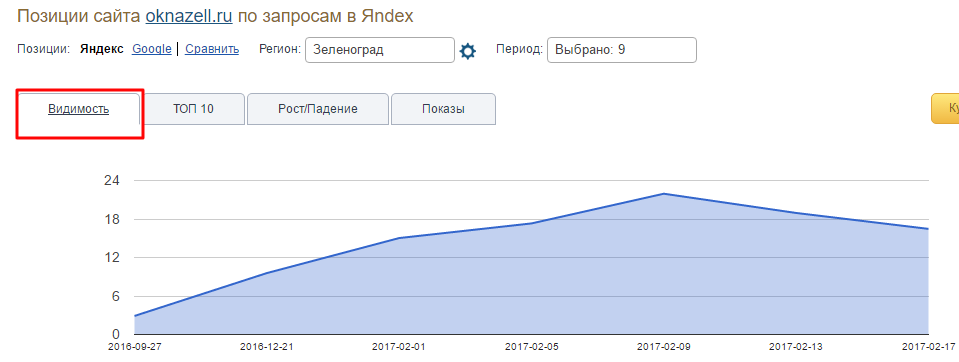 Позиции сайта oknazell.ru по запросам в Яndex
Позиции: Яндекс Google | Сравнить Регион: Зеленоград Период: Выбрано: 9
Видимость ТОП 10 Рост/Падение Показы Ку
24
18
12
6
0
2016-09-27 2016-12-21 2017-02-01 2017-02-05 2017-02-09 2017-02-13 2017-02-17